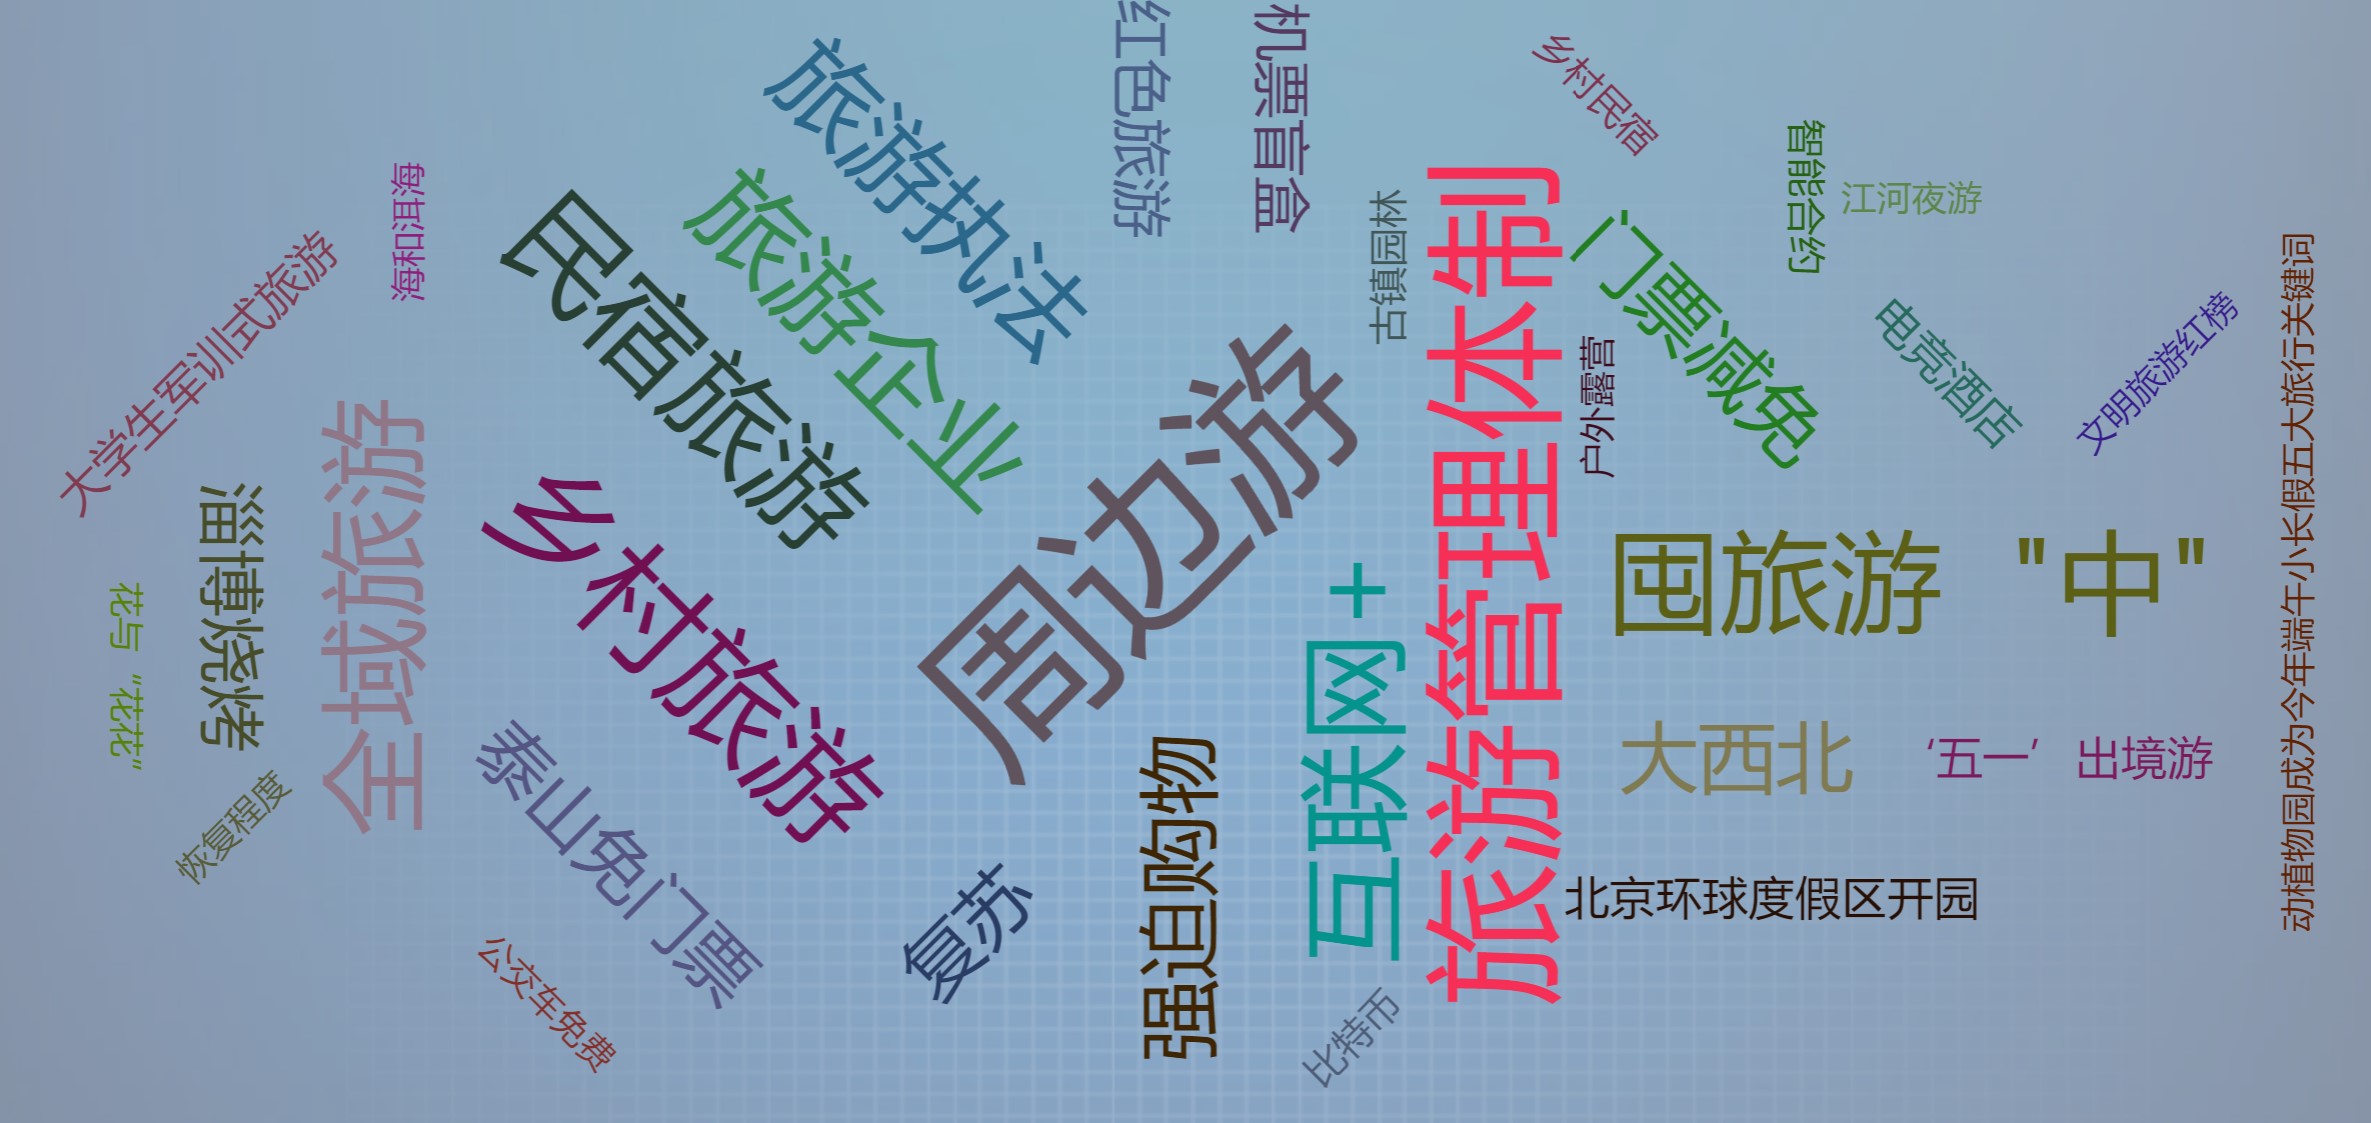 红色旅游
机票盲盒
旅游执法
乡村民宿
智能合约
江河夜游
海和洱海
旅游企业
民宿旅游
古镇园林
旅游管理体制
门票减免
大学生军训式旅游
户外露营
电竞酒店
文明旅游红榜
动植物园成为今年端午小长假五大旅行关键词
全域旅游
淄博烧烤
乡村旅游
周边游
囤旅游 "中"
互联网+
花与“花花”
泰山免门票
强迫购物
大西北
‘五一’ 出境游
恢复程度
复苏
北京环球度假区开园
公交车免费
比特币